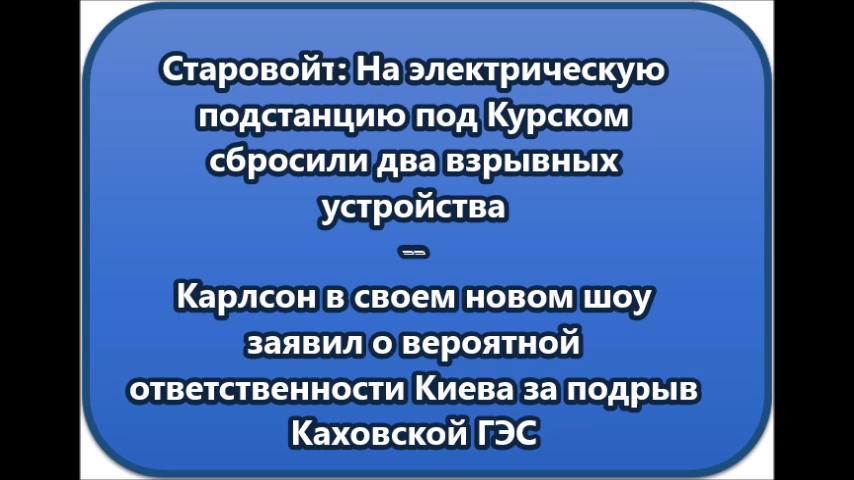 Старовойт: На электрическую
подстанцию под Курском
сбросили два взрывных
устройства
--
Карлсон в своем новом шоу
заявил о вероятной
ответственности Киева за подрыв
Каховской ГЭС